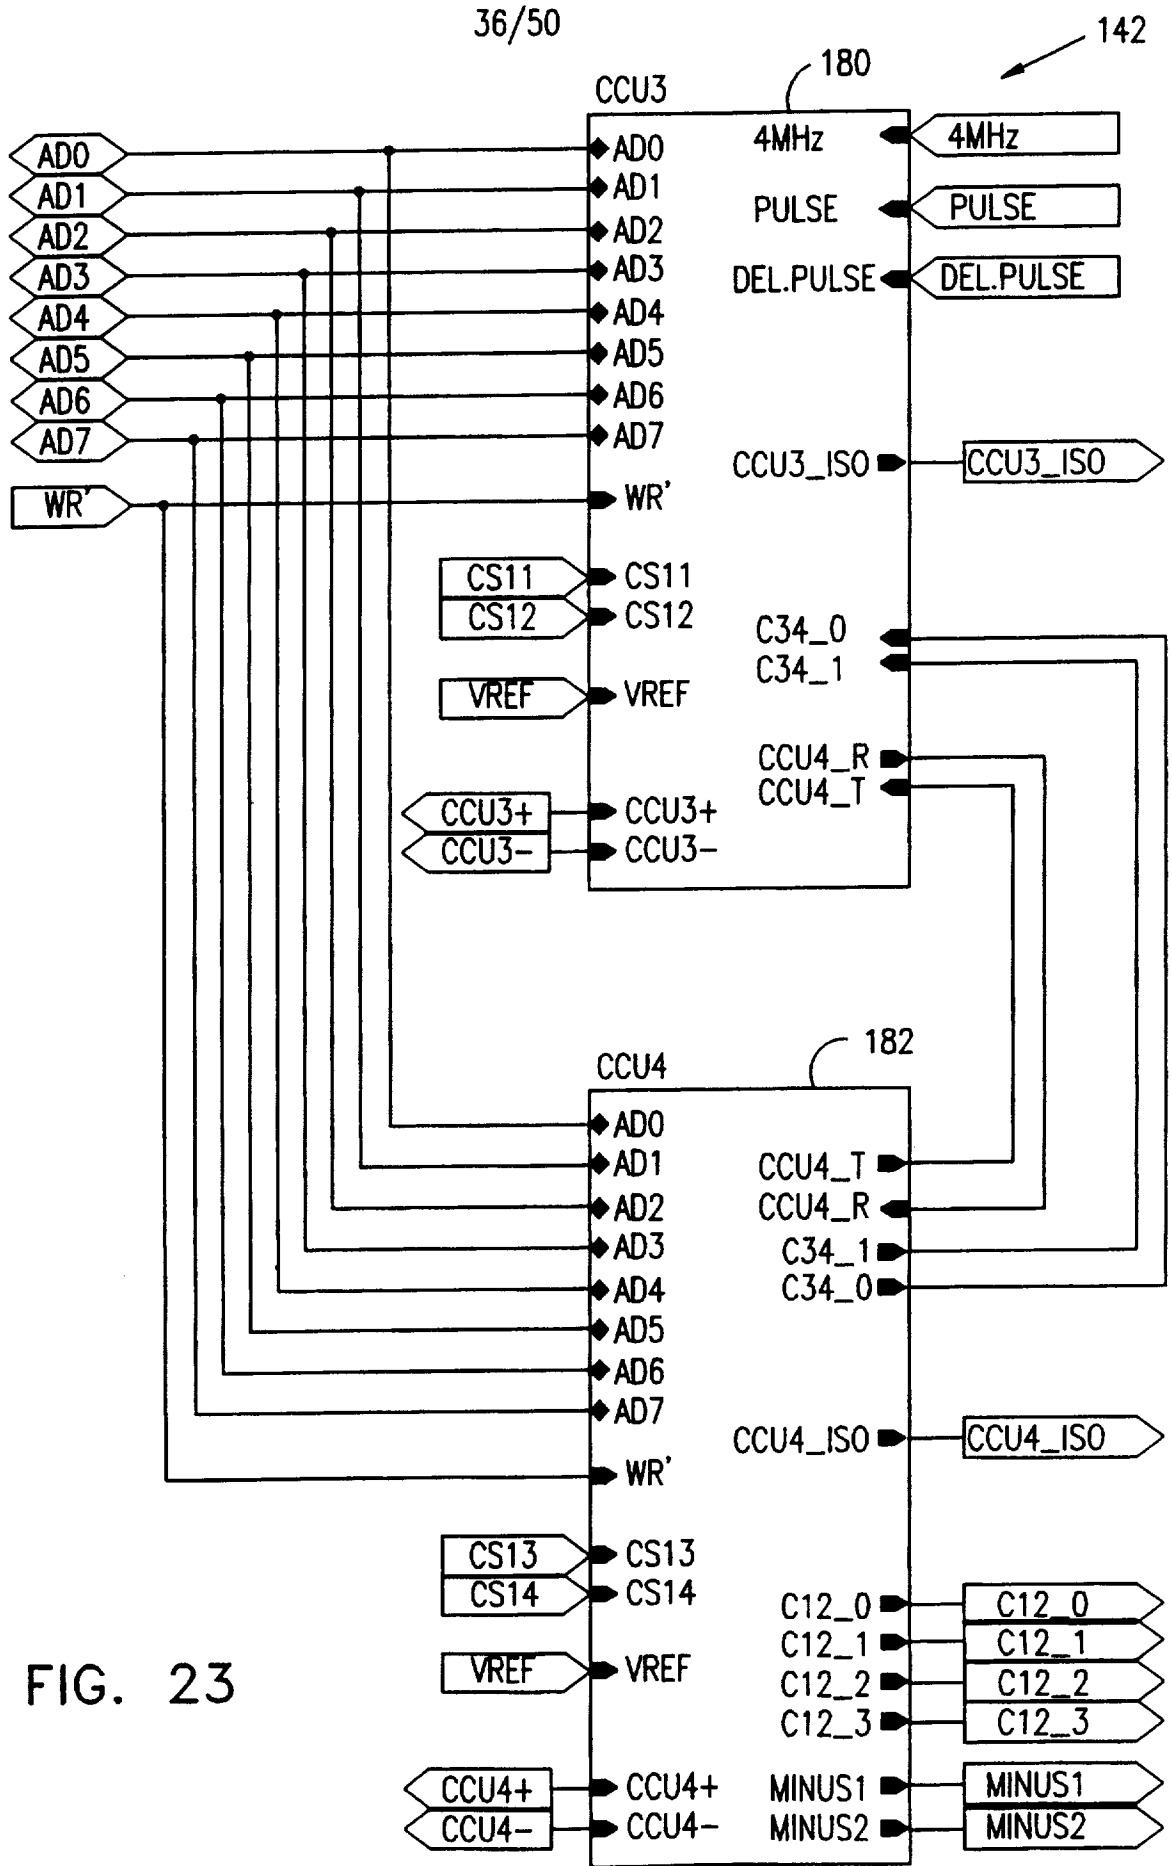 36/50
142
180
CCU3
AD0
AD1
AD2
AD3
AD4
AD5
AD6
AD7
WR'
CS11
CS12
VREF
CCU3+
CCU3-
AD0
AD1
AD2
AD3
AD4
AD5
AD6
AD7
WR'
CS11
CS12
VREF
CCU3+
CCU3-
4MHz
PULSE
DEL.PULSE
CCU3_ISO
C34_0
C34_1
CCU4_R
CCU4_T
4MHz
PULSE
DEL.PULSE
CCU3_ISO
182
CCU4
CS13
CS14
VREF
CCU4+
CCU4-
AD0
AD1
AD2
AD3
AD4
AD5
AD6
AD7
WR'
CS13
CS14
VREF
CCU4+
CCU4-
CCU4_T
CCU4_R
C34_1
C34_0
CCU4_ISO
C12_0
C12_1
C12_2
C12_3
MINUS1
MINUS2
CCU4_ISO
C12_0
C12_1
C12_2
C12_3
MINUS1
MINUS2
FIG. 23